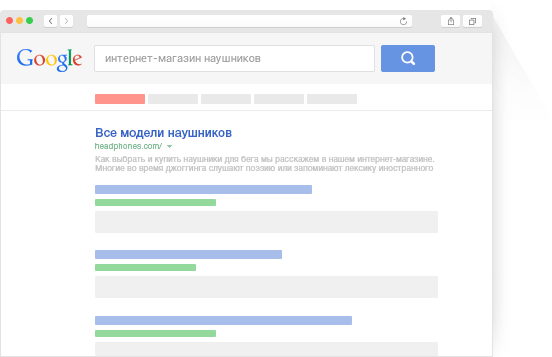 Google
интернет-магазин наушников
Все модели наушников
headphones.com/
Как выбрать и купить наушники для бега мы расскажем в нашем интернет-магазине.
Многие во время джоггинга слушают поэзию или запоминают лексику иностранного